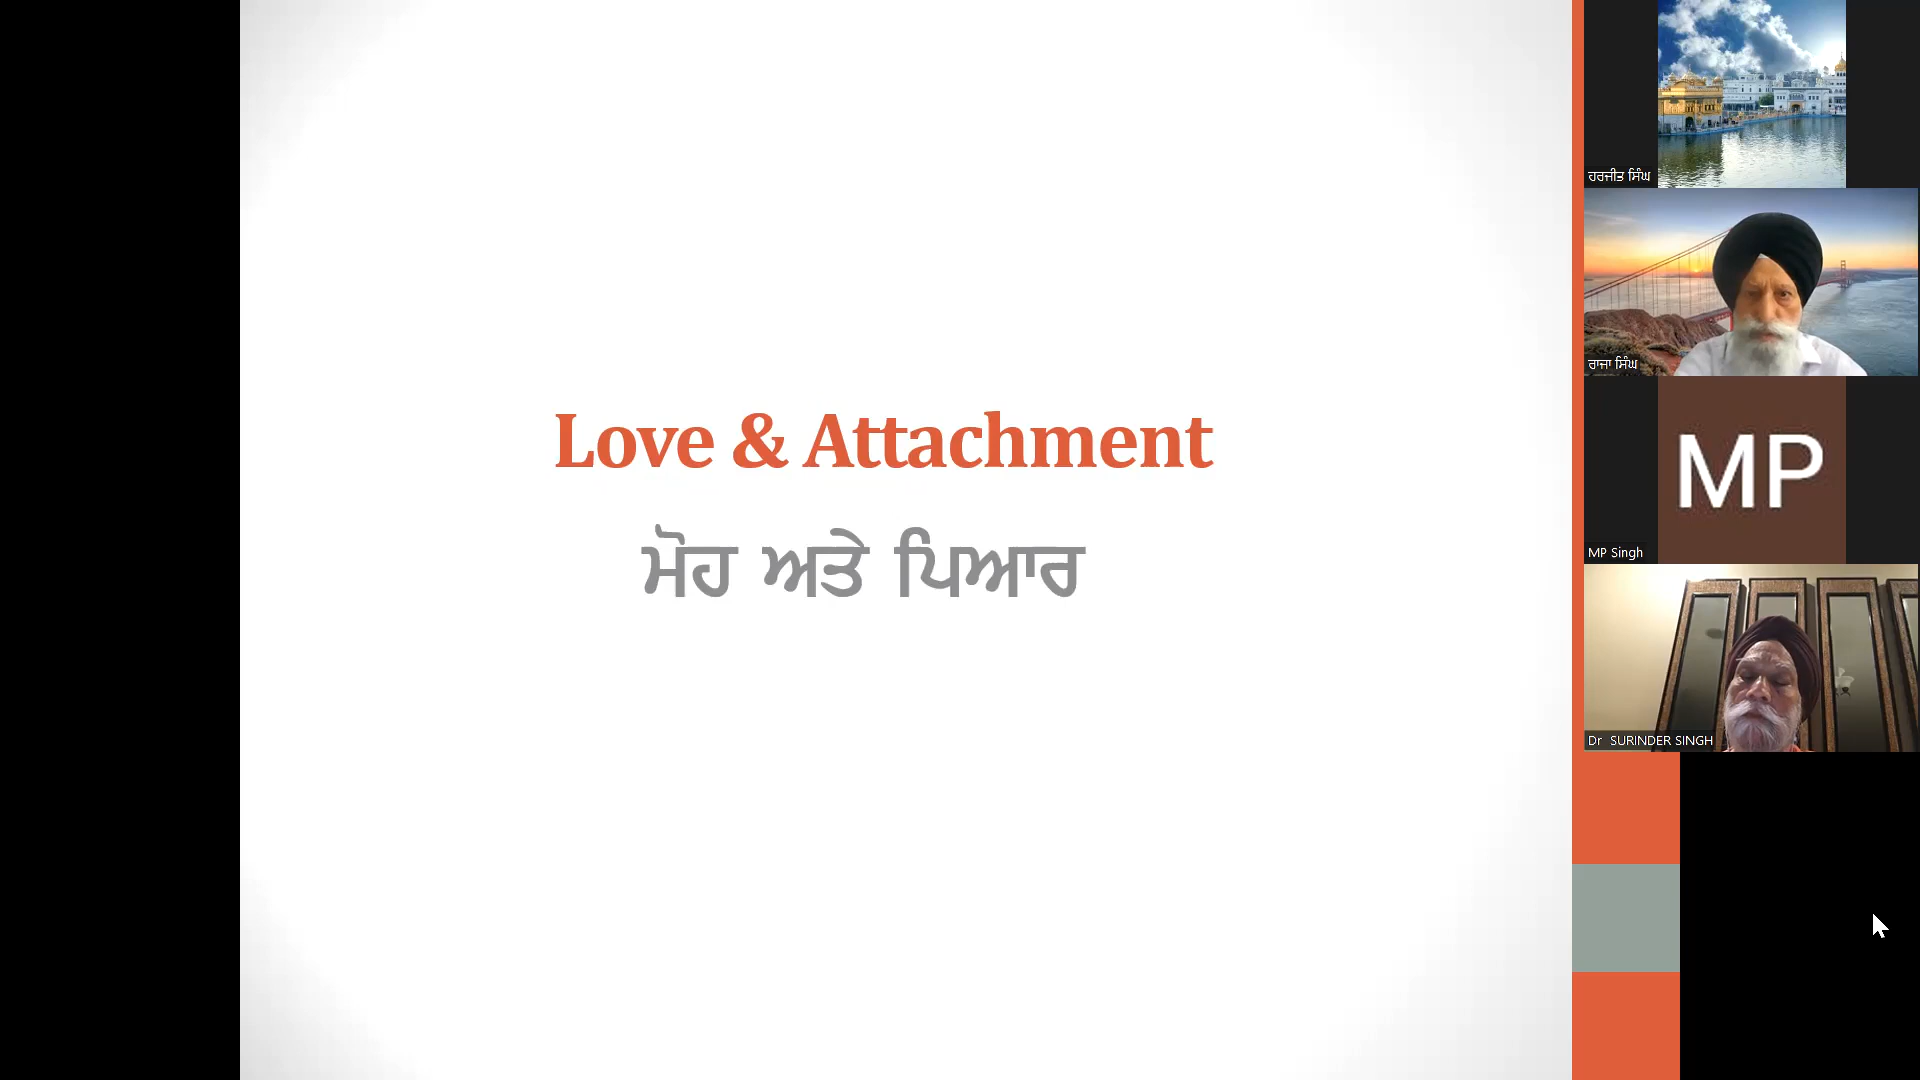 Love & Attachment
ਮੋਹ ਅਤੇ ਪਿਆਰ
ਹਰਜੀਤ ਸਿੰਘ
ਰਾਜਾ ਸਿੰਘ
MP
MP Singh
Dr SURINDER SINGH